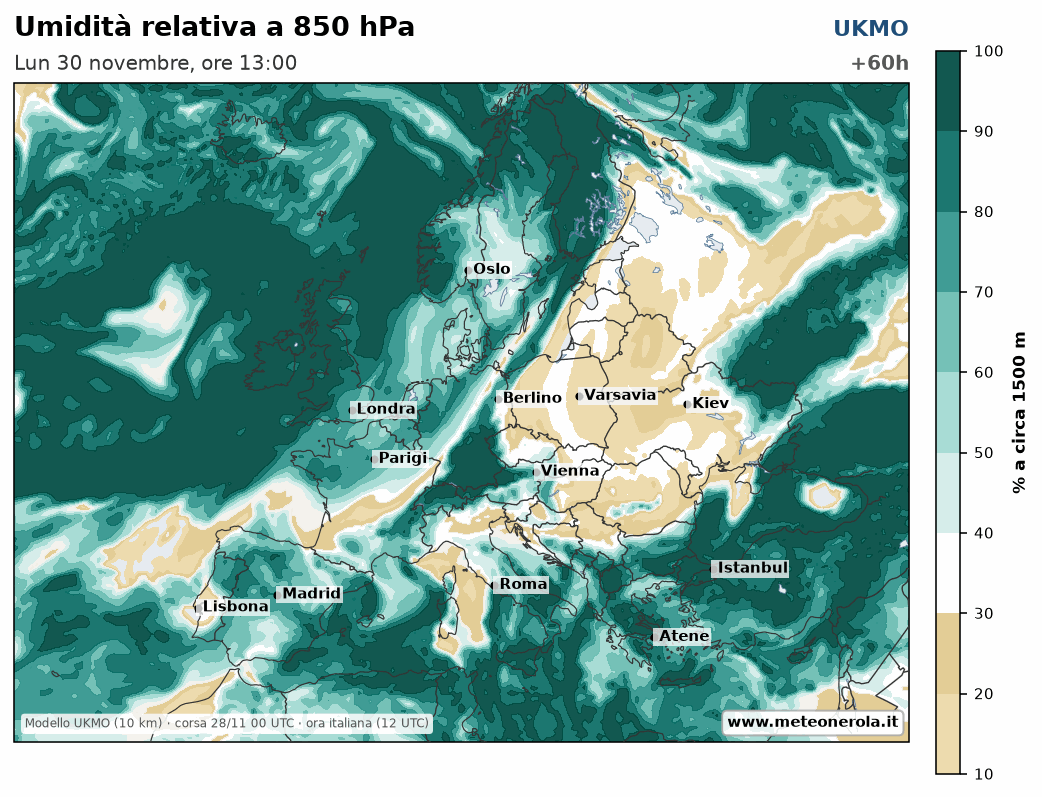 Umidità relativa a 850 hPa
UKMO
Lun 30 novembre, ore 13:00
+60h
100
90
80
70
60
50
40
30
20
10
% a circa 1500 m
Oslo
Berlino
Varsavia
Kiev
Londra
Parigi
Vienna
Istanbul
Roma
Madrid
Lisbona
Atene
Modello UKMO (10 km) · corsa 28/11 00 UTC · ora italiana (12 UTC)
www.meteonerola.it